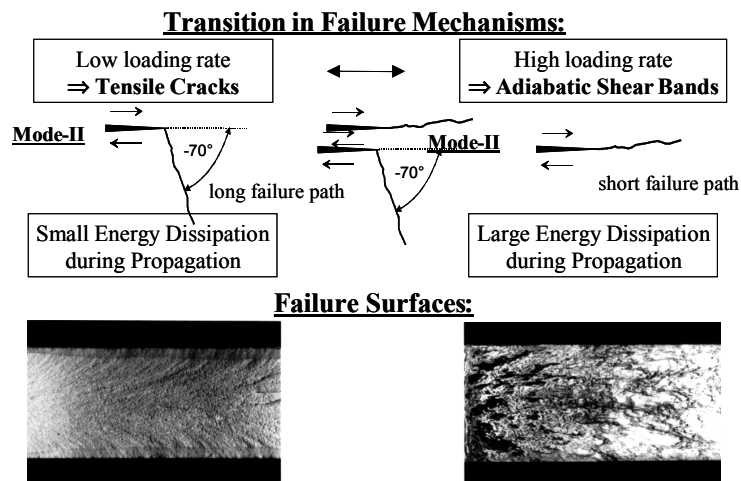 Transition in Failure Mechanisms:
Low loading rate
⇒ Tensile Cracks
High loading rate
⇒ Adiabatic Shear Bands
Mode-II
-70°
long failure path
Mode-II
-70°
short failure path
Small Energy Dissipation
during Propagation
Large Energy Dissipation
during Propagation
Failure Surfaces: